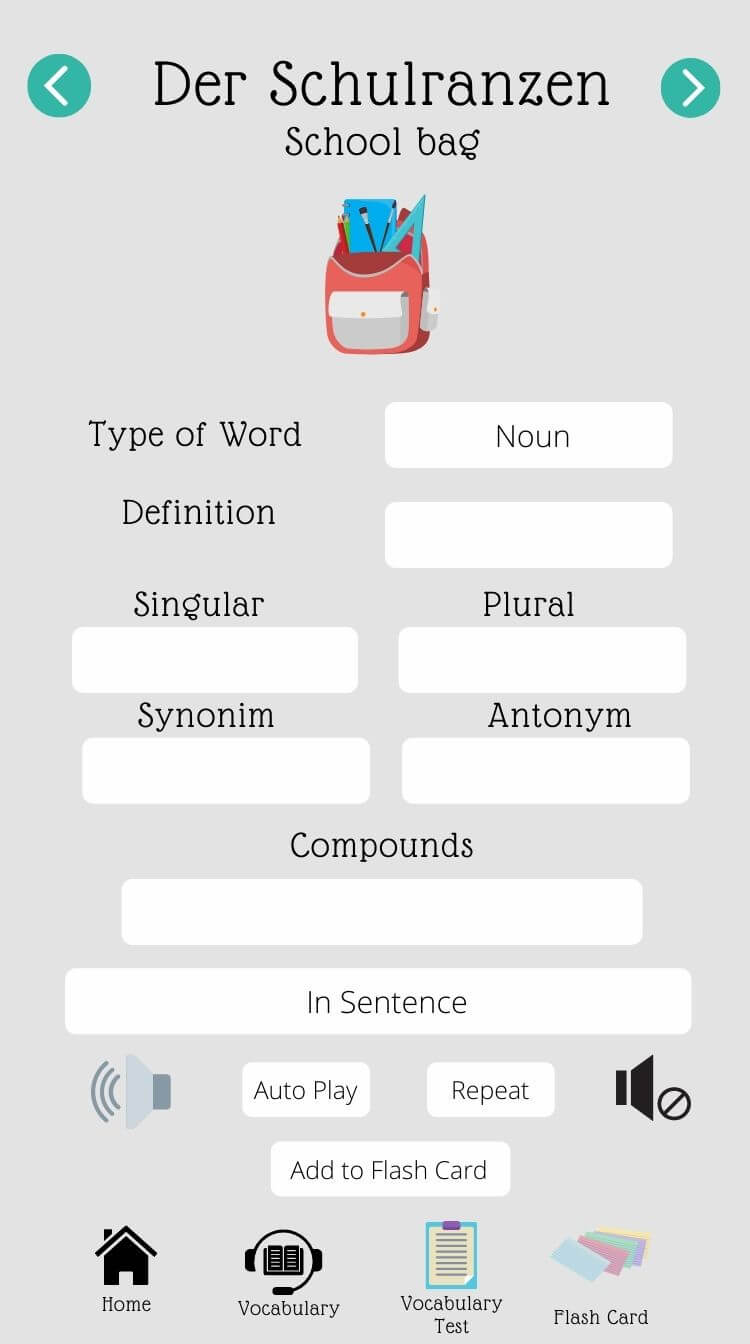 Der Schulranzen
School bag
Type of Word
Noun
Definition
Singular
Plural
Synonim
Antonym
Compounds
In Sentence
Auto Play
Repeat
Add to Flash Card
Home
Vocabulary
Vocabulary
Test
Flash Card